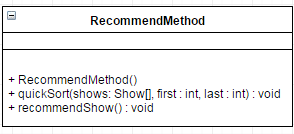 RecommendMethod
+ RecommendMethod()
+ quickSort(shows: Show[], first : int, last : int) : void
+ recommendShow() : void